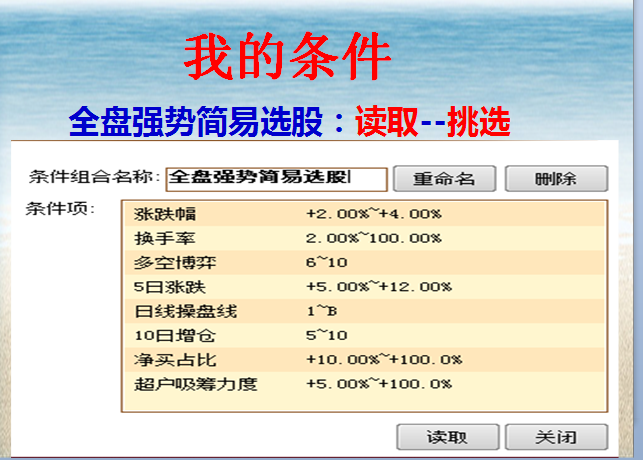 我的条件
全盘强势简易选股：读取--挑选
条件组合名称: 全盘强势简易选股 重命名 删除
条件项:
涨跌幅 +2.00%~+4.00%
换手率 2.00%~100.00%
多空博弈 6~10
5日涨跌 +5.00%~+12.00%
日线操盘线 1~B
10日增仓 5~10
净买占比 +10.00%~+100.0%
超户吸筹力度 +5.00%~+100.0%
读取 关闭